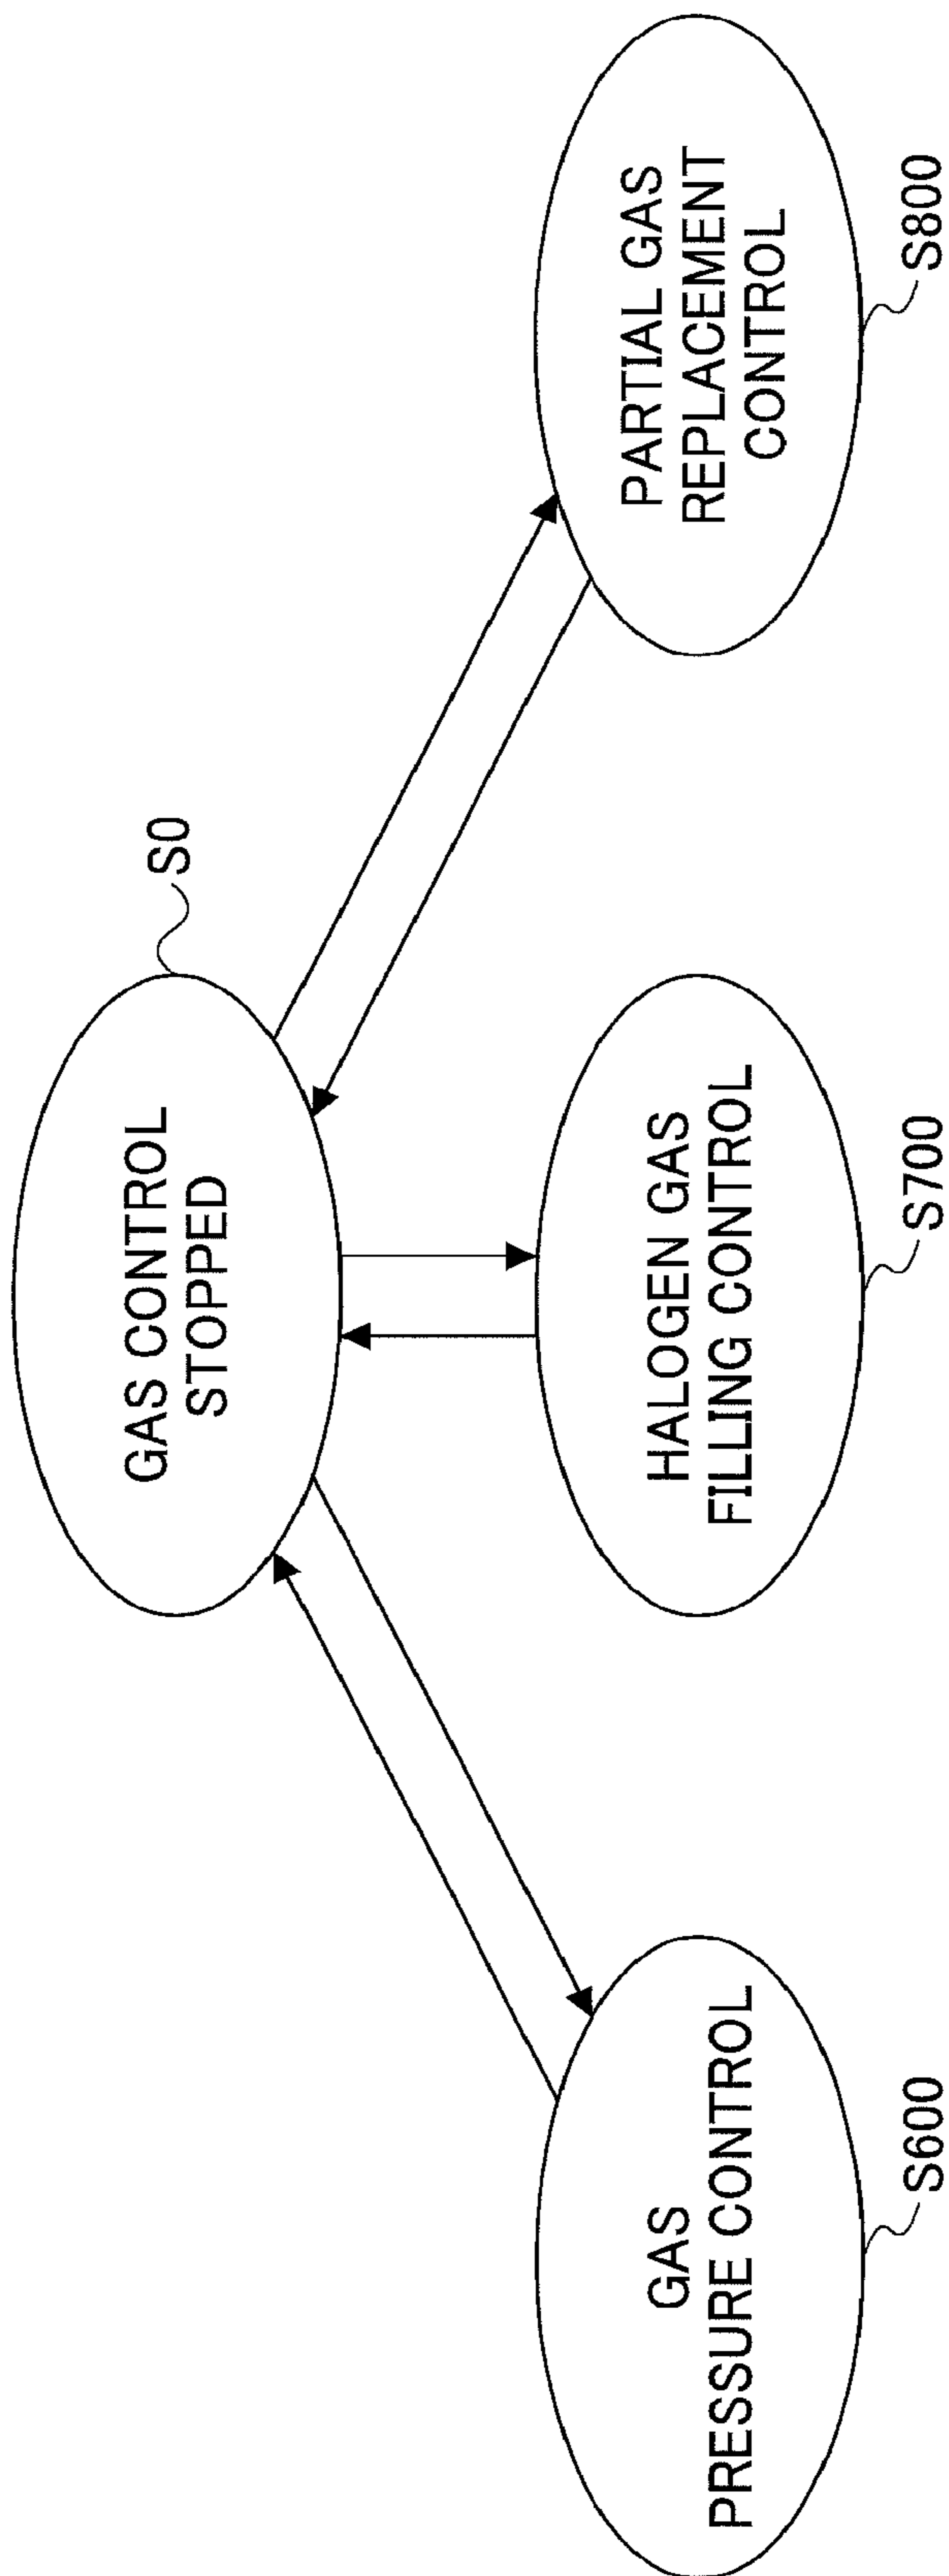 GAS CONTROL
STOPPED
S0
GAS
PRESSURE CONTROL
S600
HALOGEN GAS
FILLING CONTROL
S700
PARTIAL GAS
REPLACEMENT
CONTROL
S800